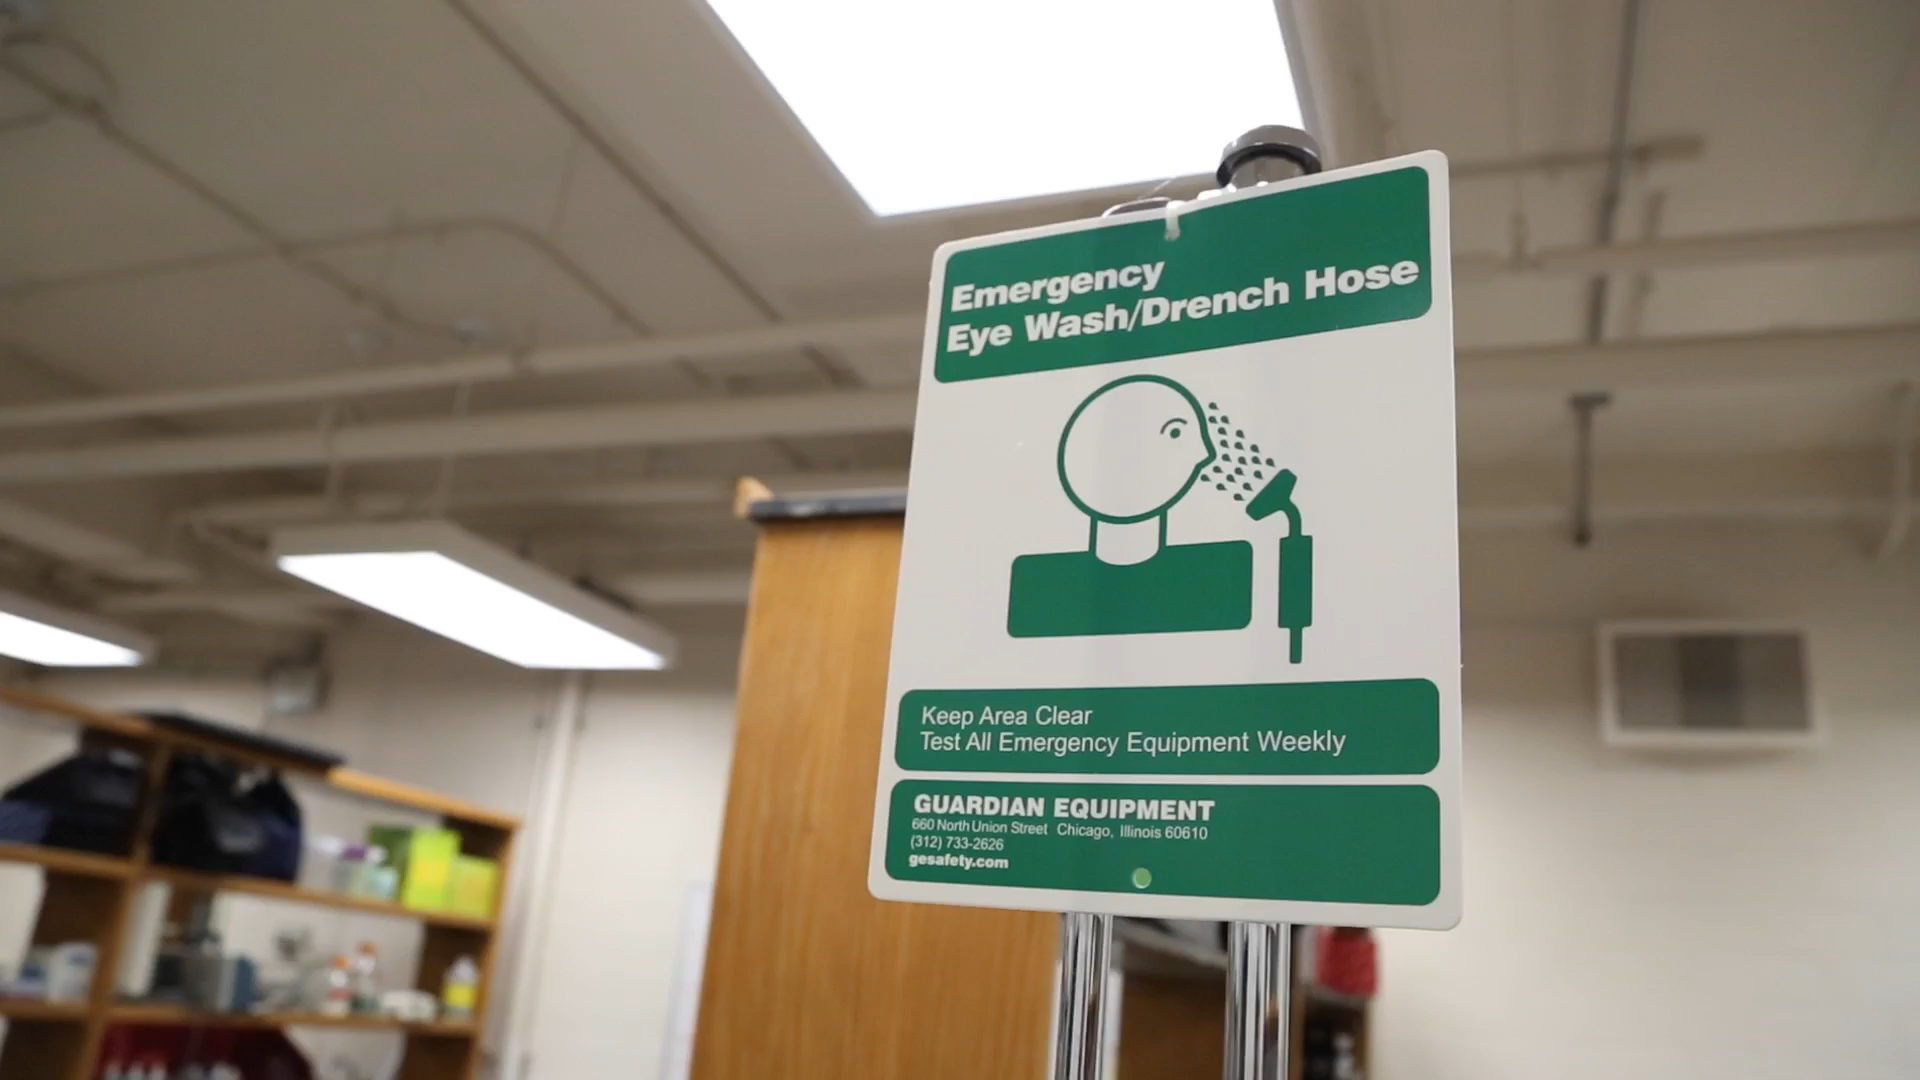 Emergency
Eye Wash/Drench Hose
Keep Area Clear
Test All Emergency Equipment Weekly
GUARDIAN EQUIPMENT
660 North Union Street Chicago, Illinois 60610
(312) 733-2626
gesafety.com